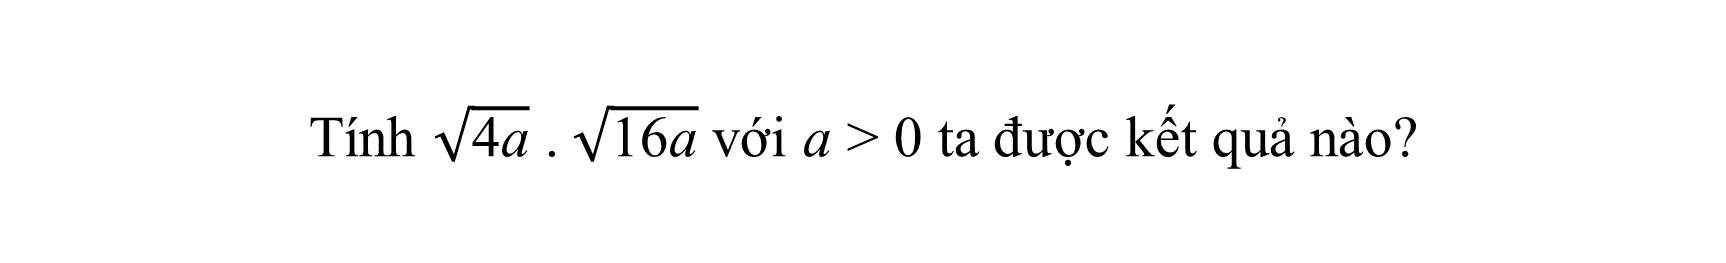 Tính √4a . √16a với a > 0 ta được kết quả nào?